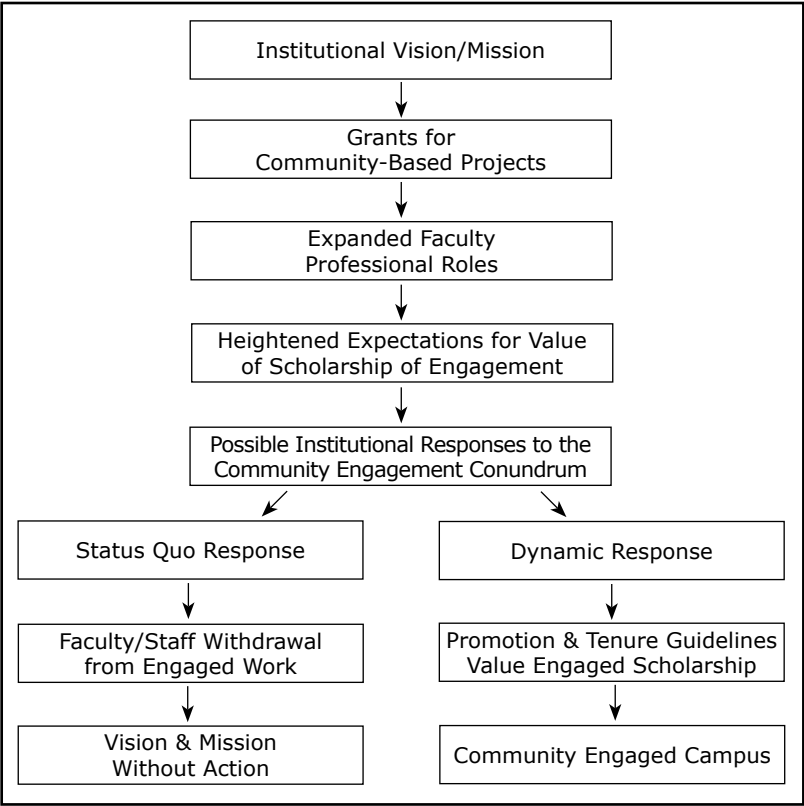 Institutional Vision/Mission
Grants for
Community-Based Projects
Expanded Faculty
Professional Roles
Heightened Expectations for Value
of Scholarship of Engagement
Possible Institutional Responses to the
Community Engagement Conundrum
Status Quo Response
Dynamic Response
Faculty/Staff Withdrawal
from Engaged Work
Promotion & Tenure Guidelines
Value Engaged Scholarship
Vision & Mission
Without Action
Community Engaged Campus